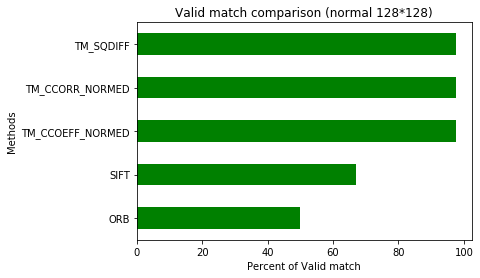 Valid match comparison (normal 128*128)
TM_SQDIFF
TM_CCORR_NORMED
TM_CCOEFF_NORMED
SIFT
ORB
Methods
0 20 40 60 80 100
Percent of Valid match